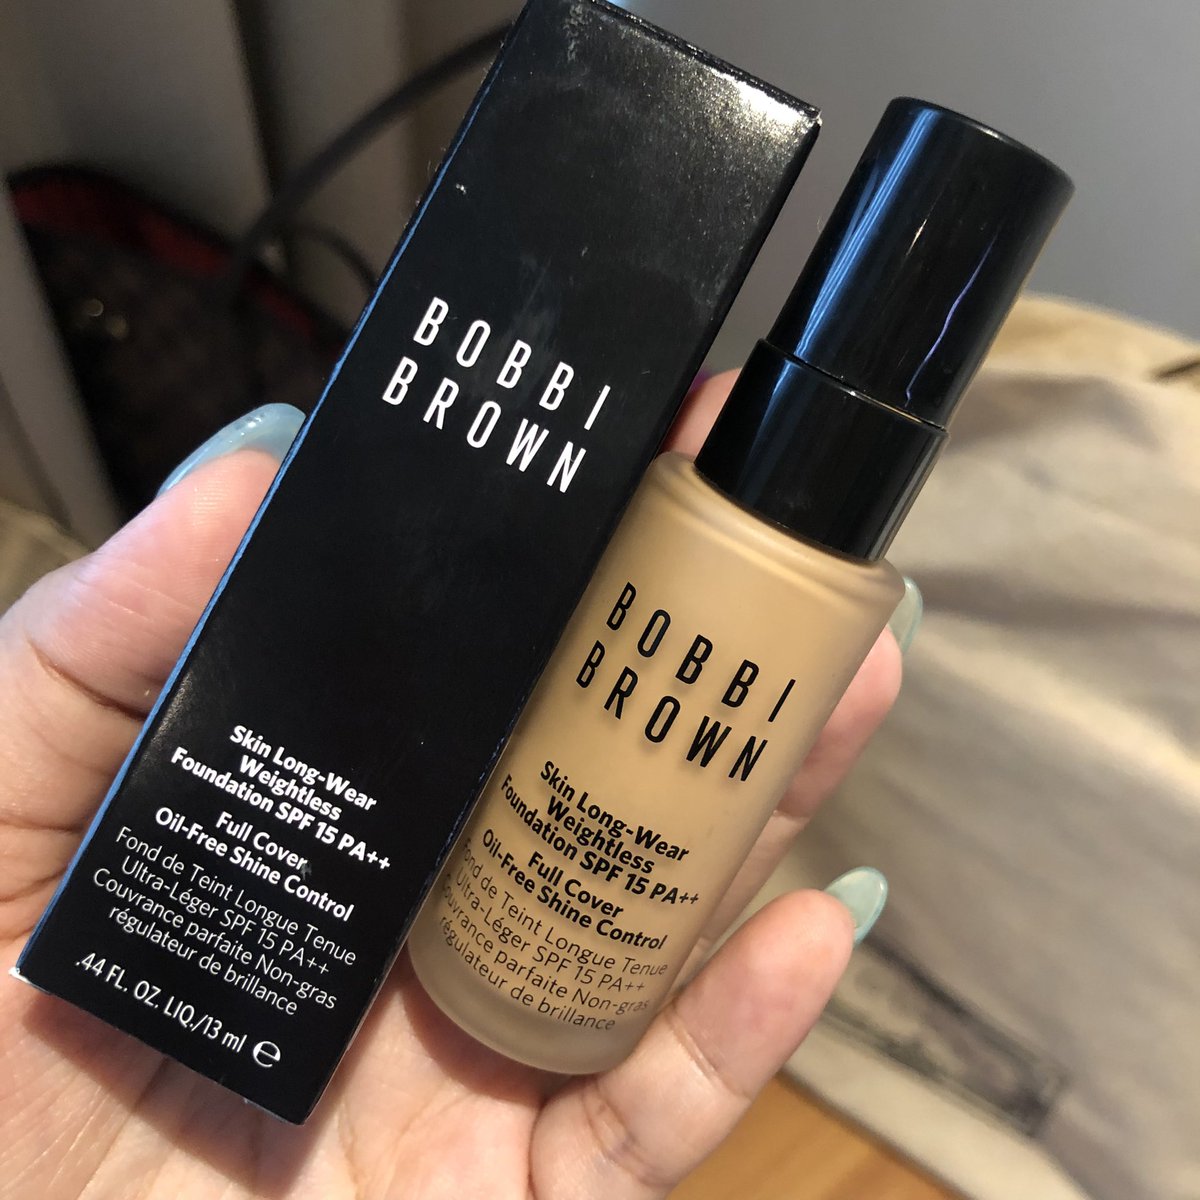 BOBBI
BROWN
Skin Long-Wear
Weightless
Foundation SPF 15 PA++
Full Cover
Oil-Free Shine Control
Fond de Teint Longue Tenue
Ultra-Léger SPF 15 PA++
Couvrance parfaite Non-gras
régulateur de brillance
.44 FL. OZ. LIQ./13 ml ℮
BOBBI
BROWN
Skin Long-Wear
Weightless
Foundation SPF 15 PA++
Full Cover
Oil-Free Shine Control
Fond de Teint Longue Tenue
Ultra-Léger SPF 15 PA++
Couvrance parfaite Non-gras
régulateur de brillance